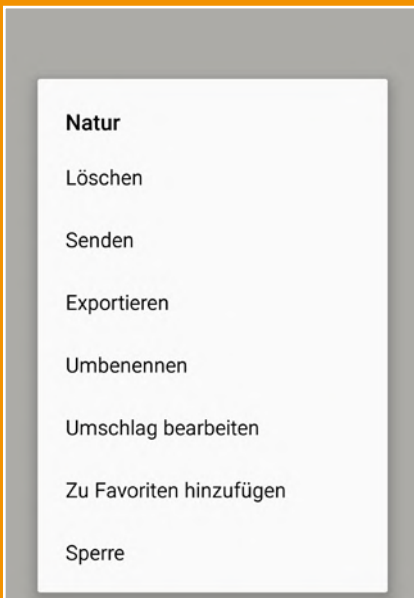 Natur
Löschen
Senden
Exportieren
Umbenennen
Umschlag bearbeiten
Zu Favoriten hinzufügen
Sperre